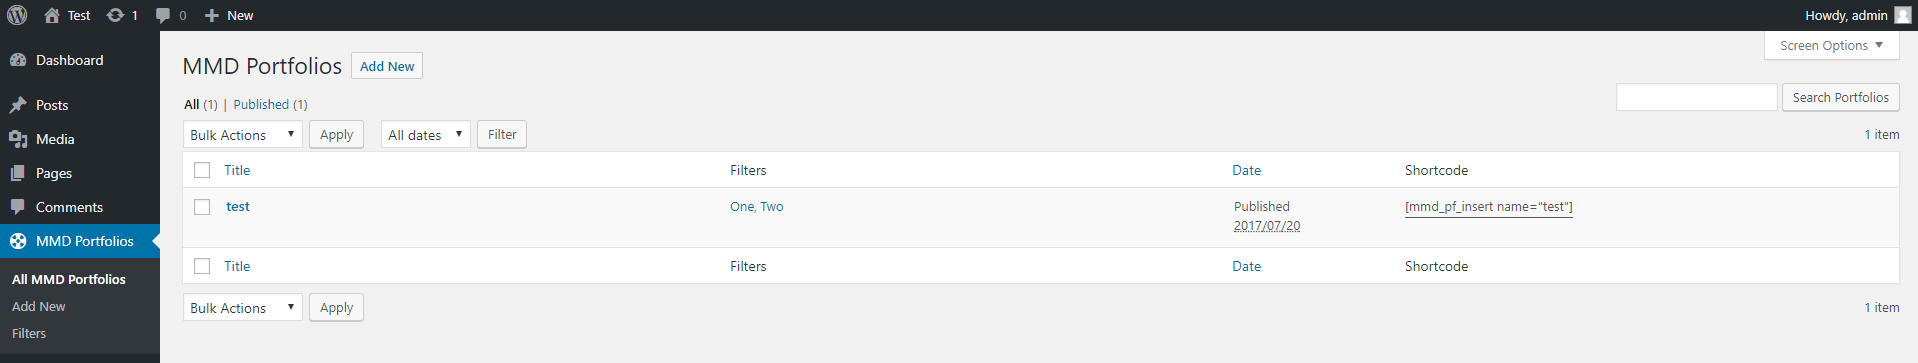 Test 1 0 New Howdy, admin
Screen Options
Dashboard
Posts
Media
Pages
Comments
MMD Portfolios
All MMD Portfolios
Add New
Filters
MMD Portfolios Add New
All (1) | Published (1)
Search Portfolios
Bulk Actions Apply All dates Filter 1 item
Title Filters Date Shortcode
test One, Two Published [mmd_pf_insert name="test"]
2017/07/20
Title Filters Date Shortcode
Bulk Actions Apply 1 item